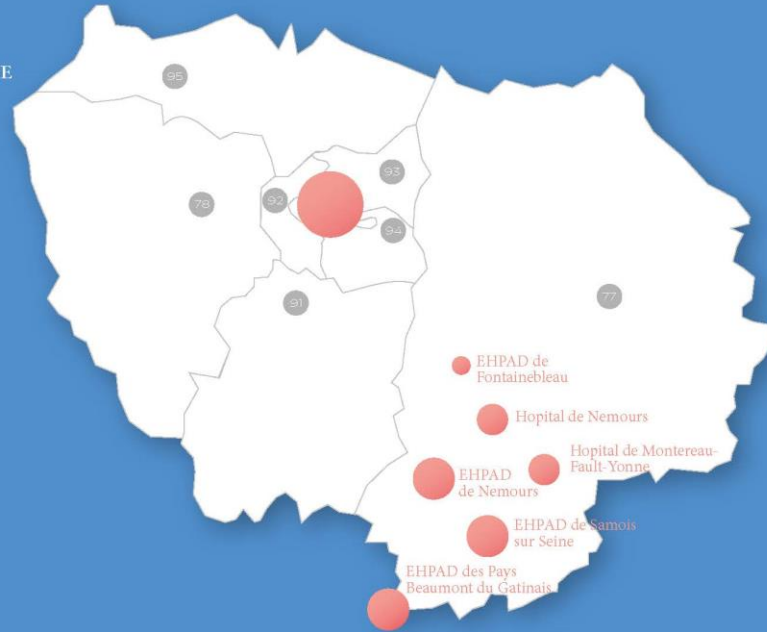 E
95
93
92
78
94
91
77
EHPAD de
Fontainebleau
Hopital de Nemours
Hopital de Montereau-
Fault-Yonne
EHPAD
de Nemours
EHPAD de Samois
sur Seine
EHPAD des Pays
Beaumont du Gatinais